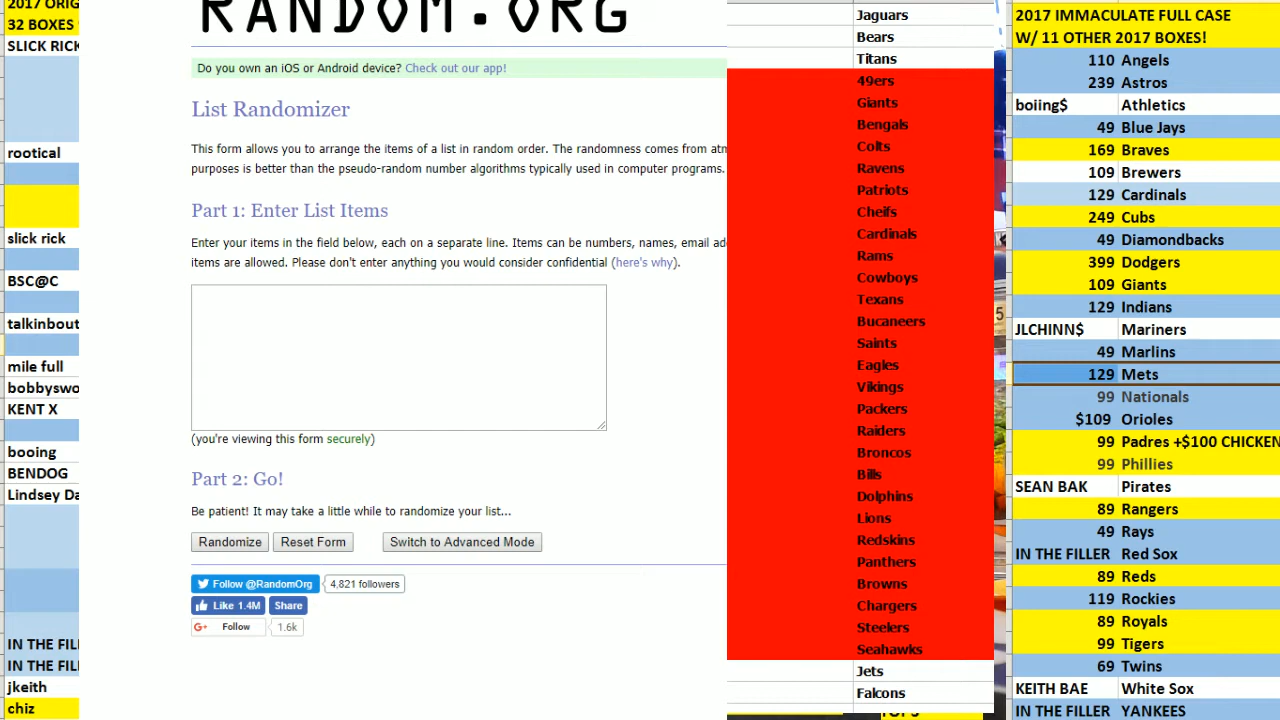 2017 ORIG
32 BOXES
SLICK RICK
rootical
slick rick
BSC@C
talkinbout
mile full
bobbyswo
KENT X
booing
BENDOG
Lindsey Da
IN THE FIL
IN THE FIL
jkeith
chiz
RANDOM.ORG
Do you own an iOS or Android device? Check out our app!
List Randomizer
This form allows you to arrange the items of a list in random order. The randomness comes from atm
purposes is better than the pseudo-random number algorithms typically used in computer programs.
Part 1: Enter List Items
Enter your items in the field below, each on a separate line. Items can be numbers, names, email ad
items are allowed. Please don't enter anything you would consider confidential (here's why).
(you're viewing this form securely)
Part 2: Go!
Be patient! It may take a little while to randomize your list...
Randomize Reset Form Switch to Advanced Mode
Follow @RandomOrg 4,821 followers
Like 1.4M Share
Follow 1.6k
Jaguars
Bears
Titans
49ers
Giants
Bengals
Colts
Ravens
Patriots
Cheifs
Cardinals
Rams
Cowboys
Texans
Bucaneers
Saints
Eagles
Vikings
Packers
Raiders
Broncos
Bills
Dolphins
Lions
Redskins
Panthers
Browns
Chargers
Steelers
Seahawks
Jets
Falcons
2017 IMMACULATE FULL CASE
W/ 11 OTHER 2017 BOXES!
110 Angels
239 Astros
boiing$ Athletics
49 Blue Jays
169 Braves
109 Brewers
129 Cardinals
249 Cubs
49 Diamondbacks
399 Dodgers
109 Giants
129 Indians
JLCHINN$ Mariners
49 Marlins
129 Mets
99 Nationals
$109 Orioles
99 Padres +$100 CHICKEN
99 Phillies
SEAN BAK Pirates
89 Rangers
49 Rays
IN THE FILLER Red Sox
89 Reds
119 Rockies
89 Royals
99 Tigers
69 Twins
KEITH BAE White Sox
IN THE FILLER YANKEES